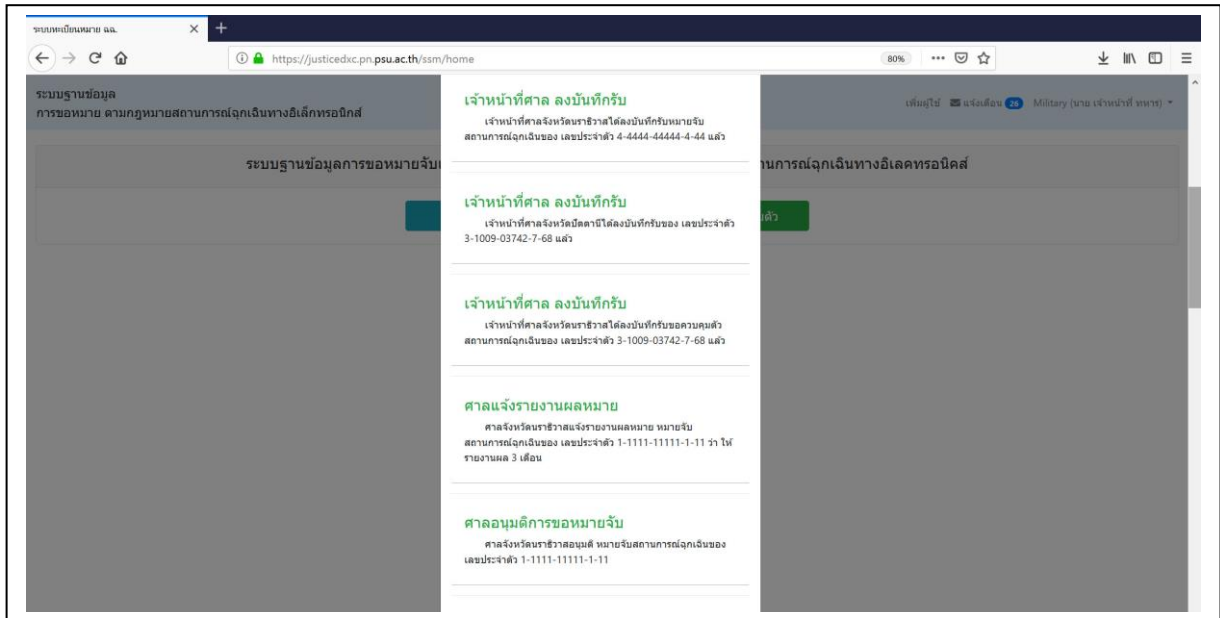 ระบบทะเบียนหมาย ฉฉ.
https://justicedxc.pn.psu.ac.th/ssm/home
80%
ระบบฐานข้อมูล
การขอหมาย ตามกฎหมายสถานการณ์ฉุกเฉินทางอิเล็กทรอนิกส์
เพิ่มผู้ใช้ แจ้งเตือน 26 Military (นาย เจ้าหน้าที่ ทหาร)
ระบบฐานข้อมูลการขอหมายจับ
านการณ์ฉุกเฉินทางอิเลคทรอนิคส์
เจ้าหน้าที่ศาล ลงบันทึกรับ
เจ้าหน้าที่ศาลจังหวัดนราธิวาสได้ลงบันทึกรับหมายจับ
สถานการณ์ฉุกเฉินของ เลขประจำตัว 4-4444-44444-4-44 แล้ว
เจ้าหน้าที่ศาล ลงบันทึกรับ
เจ้าหน้าที่ศาลจังหวัดปัตตานีได้ลงบันทึกรับของ เลขประจำตัว
3-1009-03742-7-68 แล้ว
เจ้าหน้าที่ศาล ลงบันทึกรับ
เจ้าหน้าที่ศาลจังหวัดนราธิวาสได้ลงบันทึกรับขอควบคุมตัว
สถานการณ์ฉุกเฉินของ เลขประจำตัว 3-1009-03742-7-68 แล้ว
ศาลแจ้งรายงานผลหมาย
ศาลจังหวัดนราธิวาสแจ้งรายงานผลหมาย หมายจับ
สถานการณ์ฉุกเฉินของ เลขประจำตัว 1-1111-11111-1-11 ว่า ให้
รายงานผล 3 เดือน
ศาลอนุมติการขอหมายจับ
ศาลจังหวัดนราธิวาสอนุมติ หมายจับสถานการณ์ฉุกเฉินของ
เลขประจำตัว 1-1111-11111-1-11